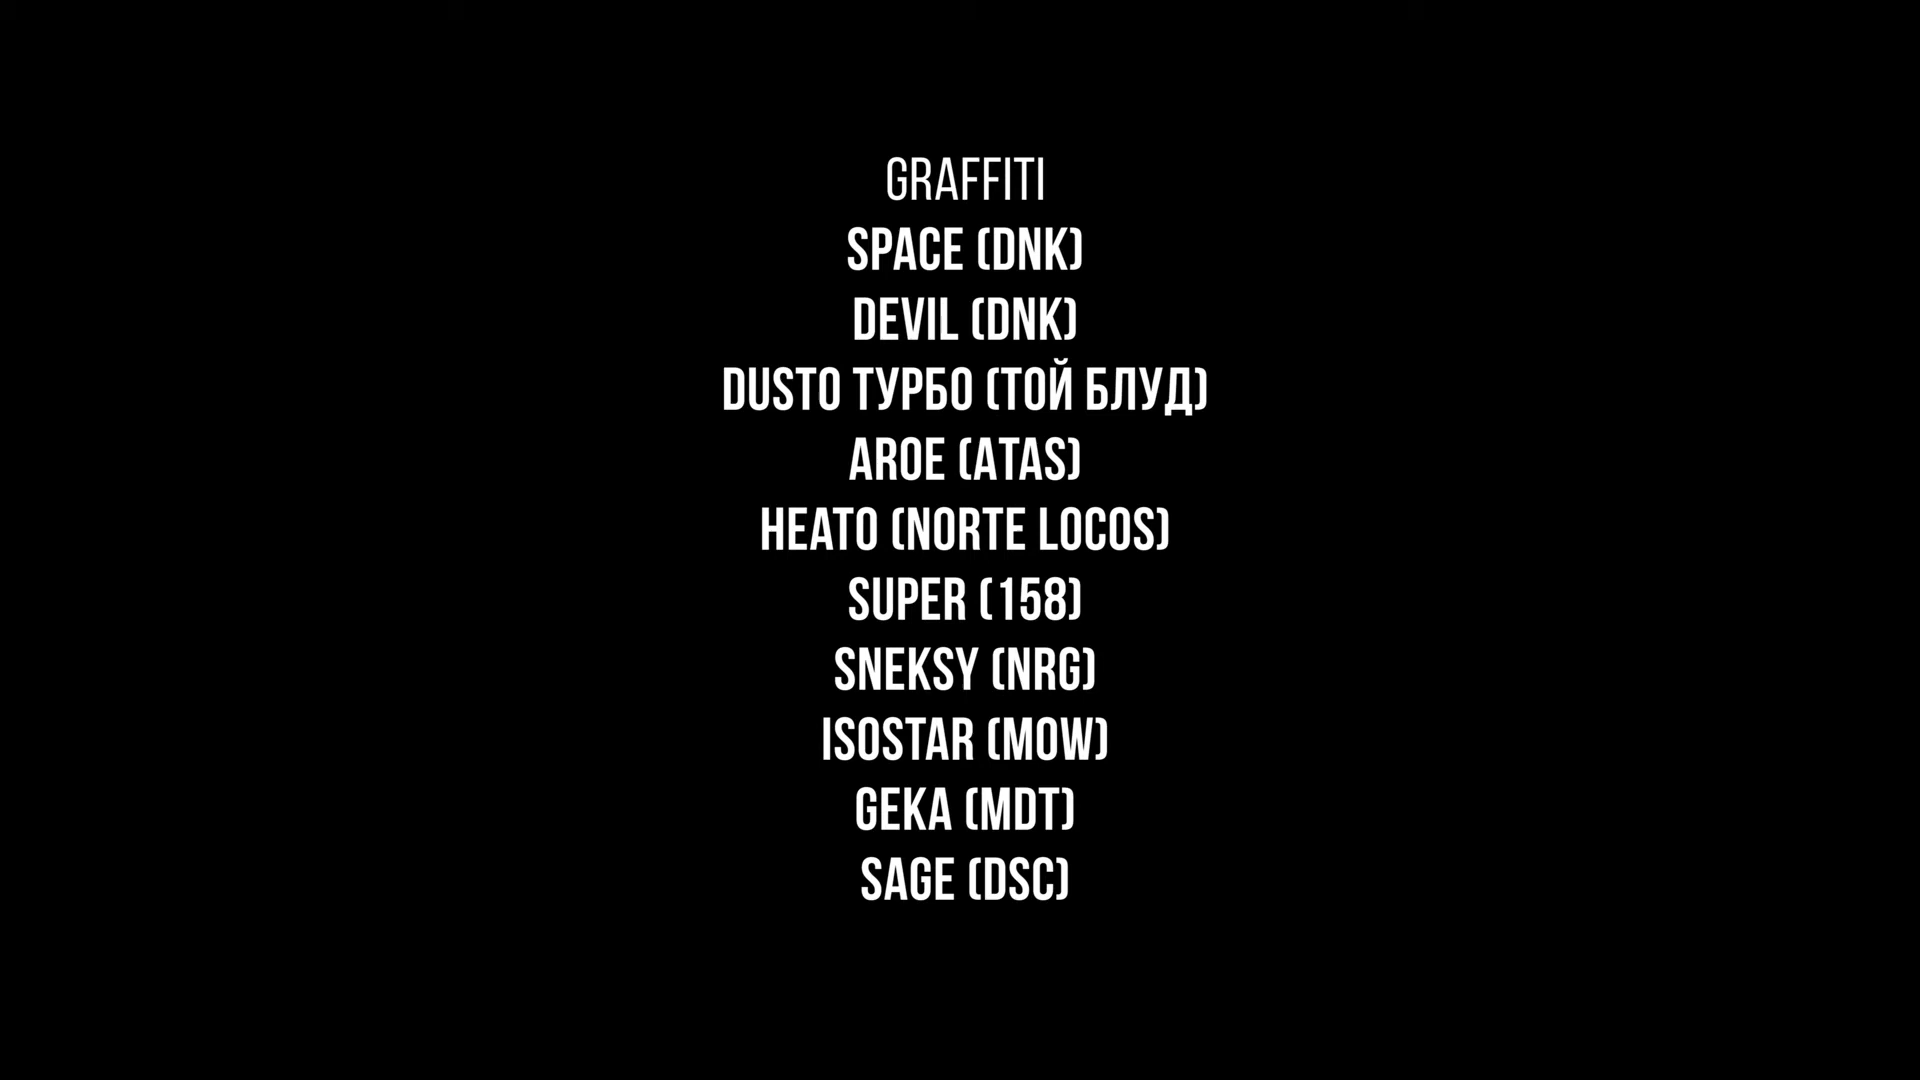 GRAFFITI
SPACE (DNK)
DEVIL (DNK)
DUSTO ТУРБО (ТОЙ БЛУД)
AROE (ATAS)
HEATO (NORTE LOCOS)
SUPER (158)
SNEKSY (NRG)
ISOSTAR (MOW)
GEKA (MDT)
SAGE (DSC)